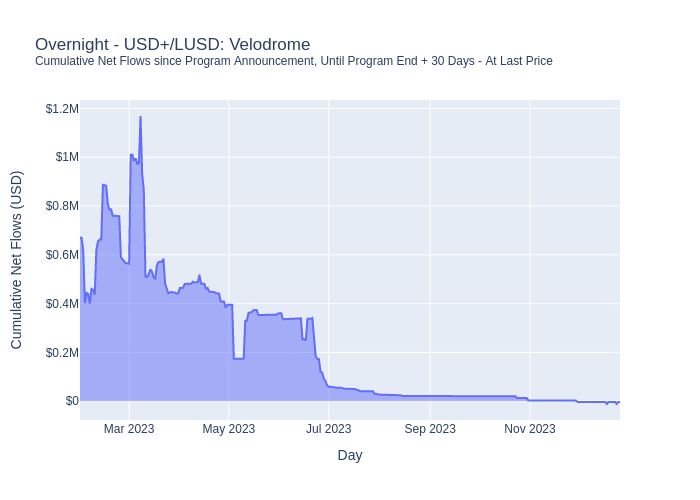 Overnight - USD+/LUSD: Velodrome
Cumulative Net Flows since Program Announcement, Until Program End + 30 Days - At Last Price
$1.2M
$1M
$0.8M
$0.6M
$0.4M
$0.2M
$0
Cumulative Net Flows (USD)
Mar 2023
May 2023
Jul 2023
Sep 2023
Nov 2023
Day